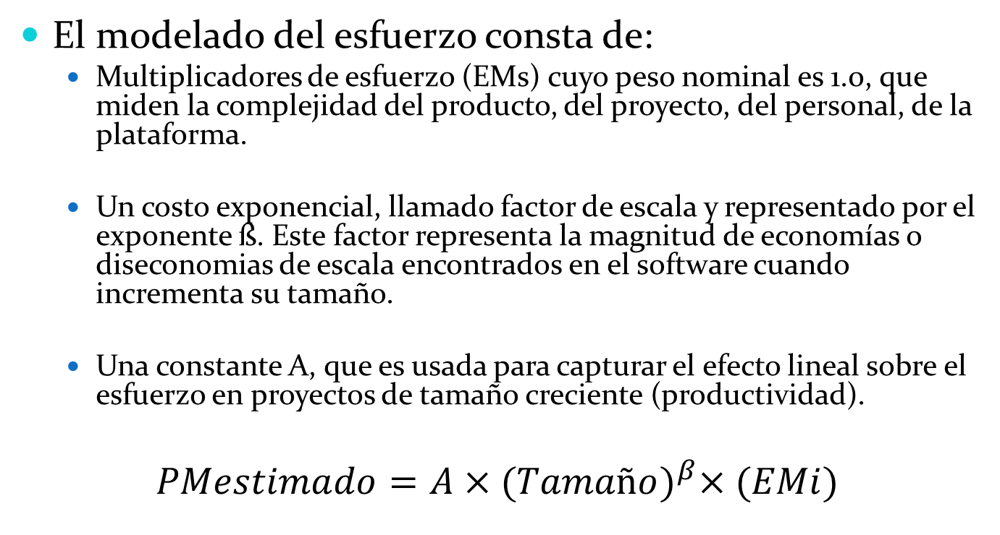 • El modelado del esfuerzo consta de:
• Multiplicadores de esfuerzo (EMs) cuyo peso nominal es 1.0, que
miden la complejidad del producto, del proyecto, del personal, de la
plataforma.
• Un costo exponencial, llamado factor de escala y representado por el
exponente ß. Este factor representa la magnitud de economías o
diseconomias de escala encontrados en el software cuando
incrementa su tamaño.
• Una constante A, que es usada para capturar el efecto lineal sobre el
esfuerzo en proyectos de tamaño creciente (productividad).
PMestimado = A × (Tamaño)^β × (EMi)